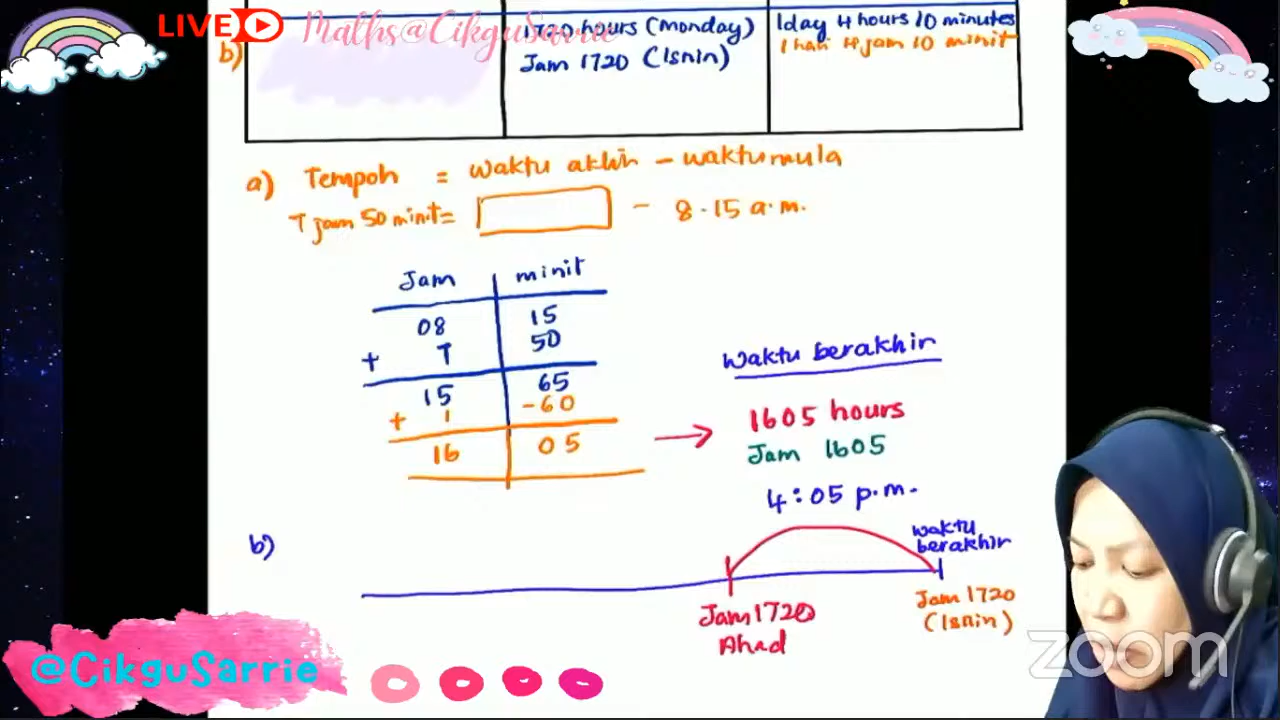 LIVE Maths@CikguSarrie
b) 1720 hours (Monday) 1day 4 hours 10 minutes
Jam 1720 (Isnin) 1 hari 4 jam 10 minit
a) Tempoh = waktu akhir - waktu mula
7 jam 50 minit = - 8.15 a.m.
Jam minit
08 15
+ 7 50
15 65
+ 1 -60
16 05
Waktu berakhir
1605 hours
Jam 1605
4:05 p.m.
b)
waktu
berakhir
Jam 1720
Ahad
Jam 1720
(Isnin)
@CikguSarrie
zoom